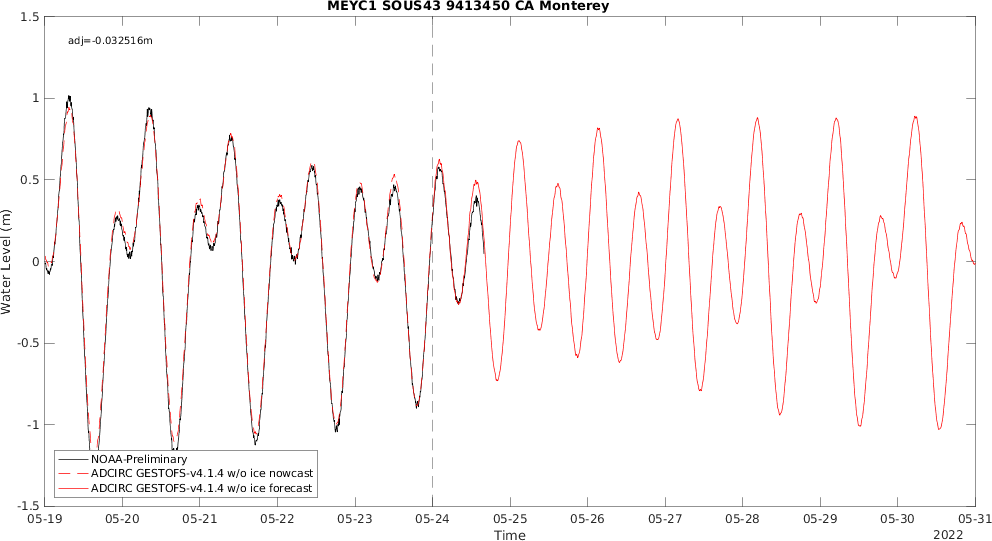 MEYC1 SOUS43 9413450 CA Monterey
adj=-0.032516m
Water Level (m)
1.5
1
0.5
0
-0.5
-1
-1.5
NOAA-Preliminary
ADCIRC GESTOFS-v4.1.4 w/o ice nowcast
ADCIRC GESTOFS-v4.1.4 w/o ice forecast
05-19 05-20 05-21 05-22 05-23 05-24 05-25 05-26 05-27 05-28 05-29 05-30 05-31
Time
2022